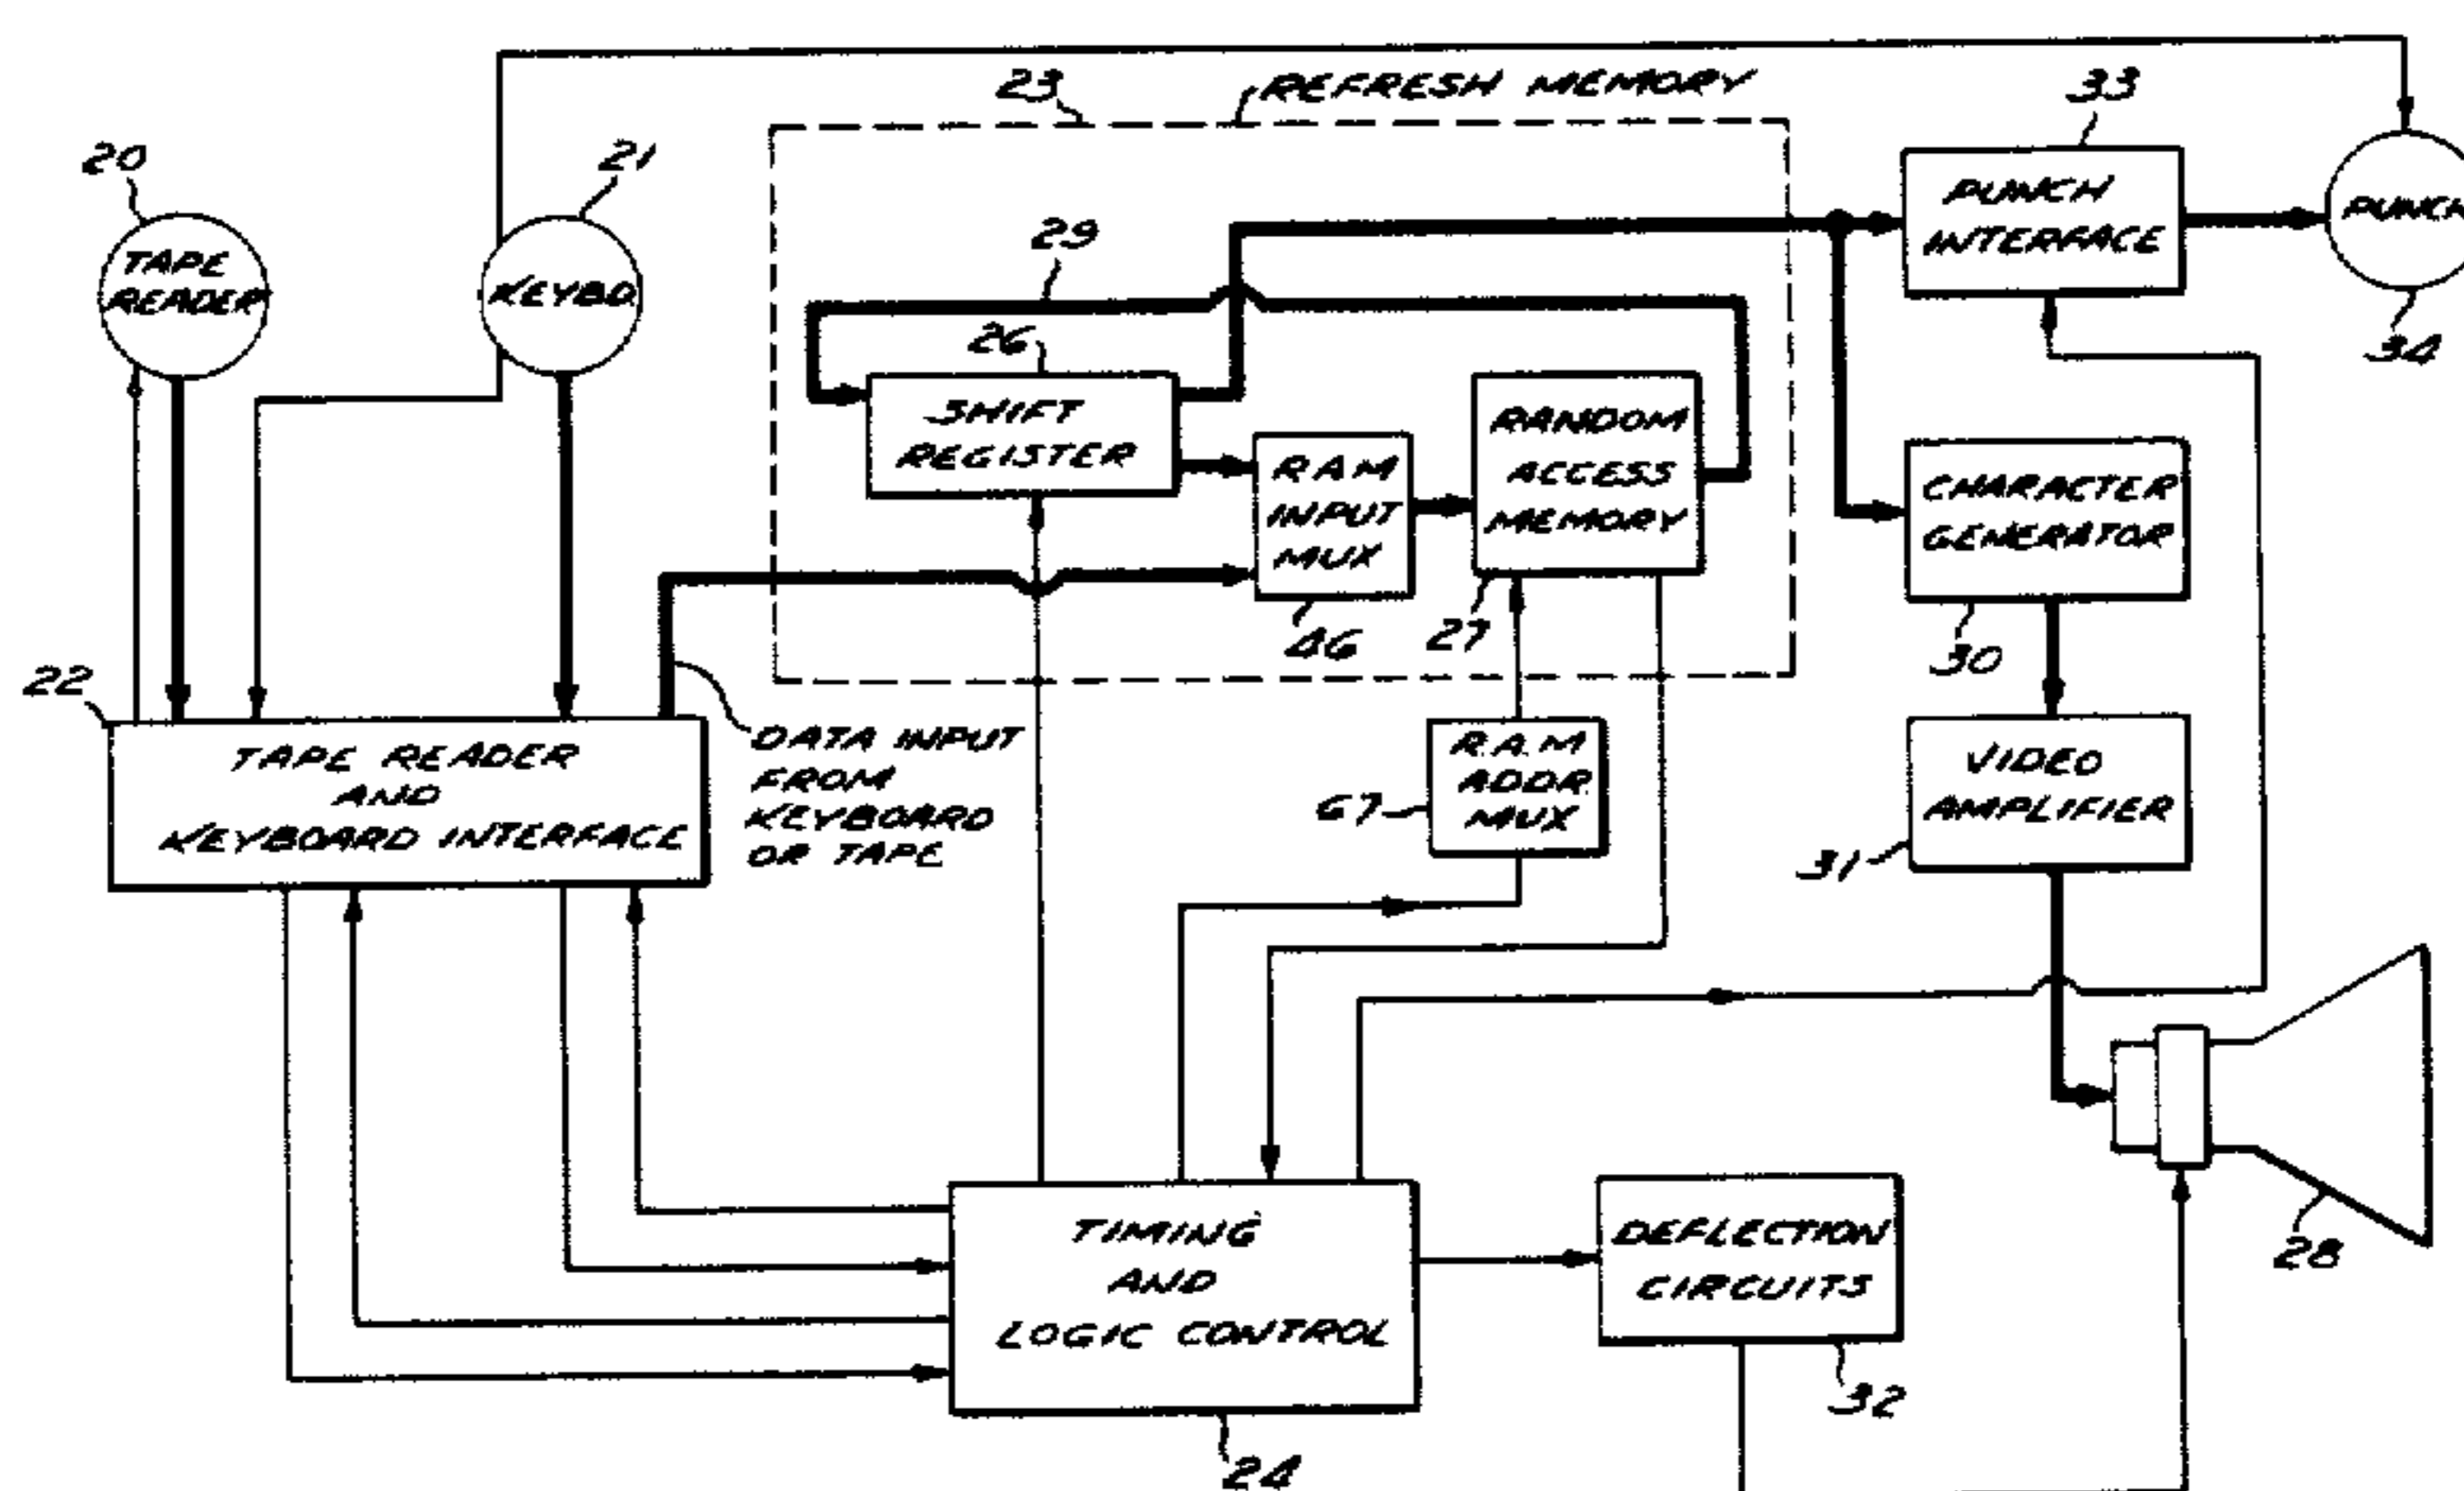 23
REFRESH MEMORY
33
20
21
PUNCH
INTERFACE
PUNCH
29
TAPE
READER
KEYBD
34
26
SHIFT
REGISTER
RAM
INPUT
MUX
RANDOM
ACCESS
MEMORY
CHARACTER
GENERATOR
46
27
30
22
TAPE READER
AND
KEYBOARD INTERFACE
DATA INPUT
FROM
KEYBOARD
OR TAPE
RAM
ADDR
MUX
67
VIDEO
AMPLIFIER
31
TIMING
AND
LOGIC CONTROL
DEFLECTION
CIRCUITS
28
32
24